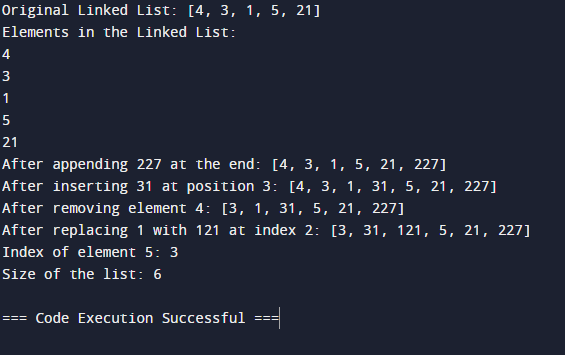 Original Linked List: [4, 3, 1, 5, 21]
Elements in the Linked List:
4
3
1
5
21
After appending 227 at the end: [4, 3, 1, 5, 21, 227]
After inserting 31 at position 3: [4, 3, 1, 31, 5, 21, 227]
After removing element 4: [3, 1, 31, 5, 21, 227]
After replacing 1 with 121 at index 2: [3, 31, 121, 5, 21, 227]
Index of element 5: 3
Size of the list: 6
=== Code Execution Successful ===